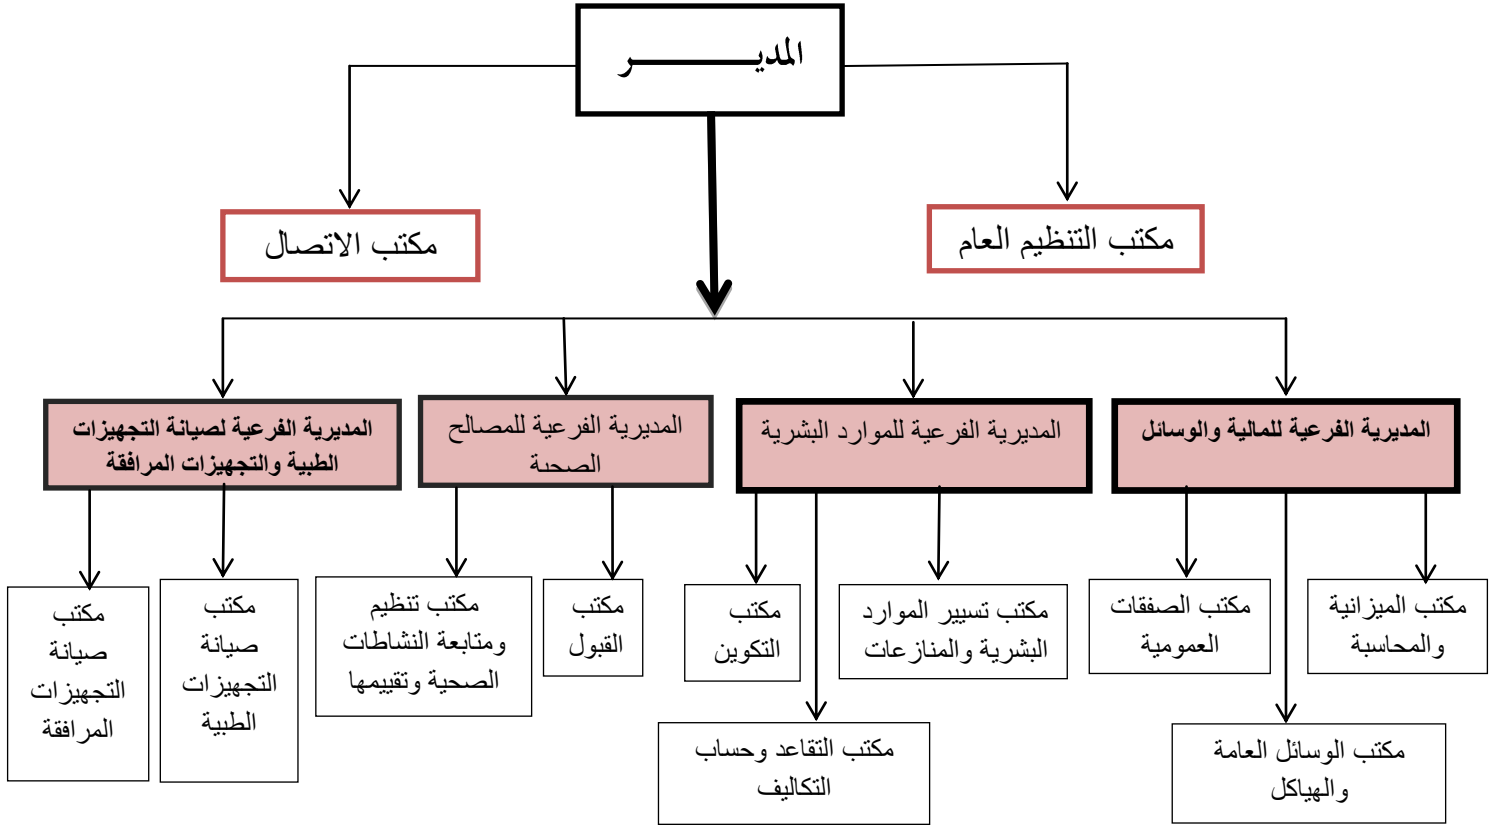 المديـــــــــر
مكتب التنظيم العام
مكتب الاتصال
المديرية الفرعية للمالية والوسائل
المديرية الفرعية للموارد البشرية
المديرية الفرعية للمصالح
الصحية
المديرية الفرعية لصيانة التجهيزات
الطبية والتجهيزات المرافقة
مكتب الميزانية
والمحاسبة
مكتب الصفقات
العمومية
مكتب تسيير الموارد
البشرية والمنازعات
مكتب
التكوين
مكتب
القبول
مكتب تنظيم
ومتابعة النشاطات
الصحية وتقييمها
مكتب
صيانة
التجهيزات
الطبية
مكتب
صيانة
التجهيزات
المرافقة
مكتب الوسائل العامة
والهياكل
مكتب التقاعد وحساب
التكاليف